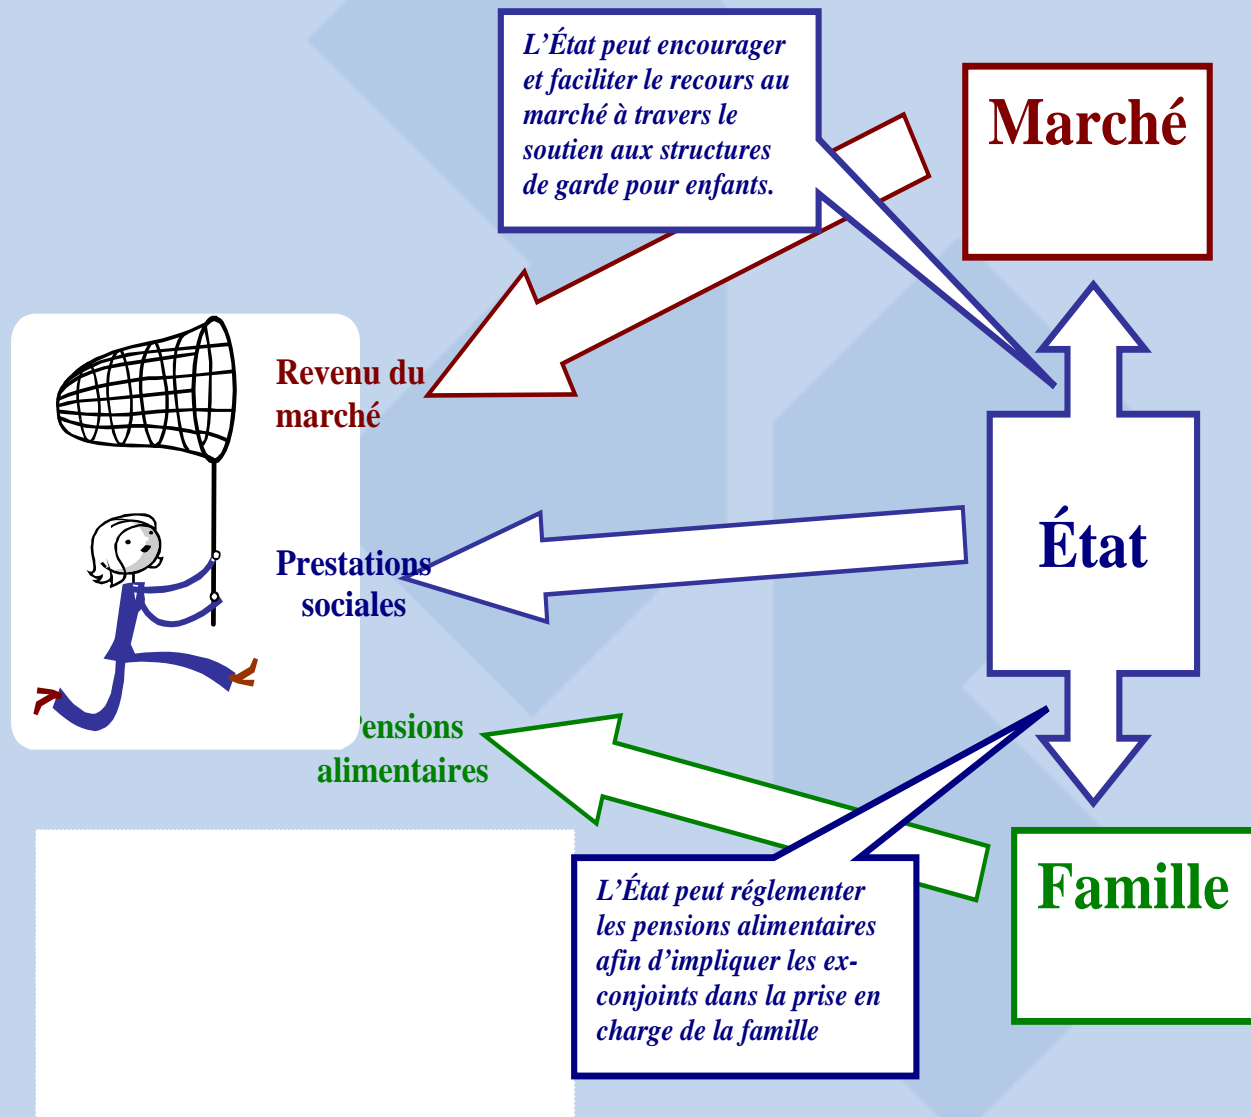 L’État peut encourager
et faciliter le recours au
marché à travers le
soutien aux structures
de garde pour enfants.
Marché
Revenu du
marché
État
Prestations
sociales
Pensions
alimentaires
L’État peut réglementer
les pensions alimentaires
afin d’impliquer les ex-
conjoints dans la prise en
charge de la famille
Famille